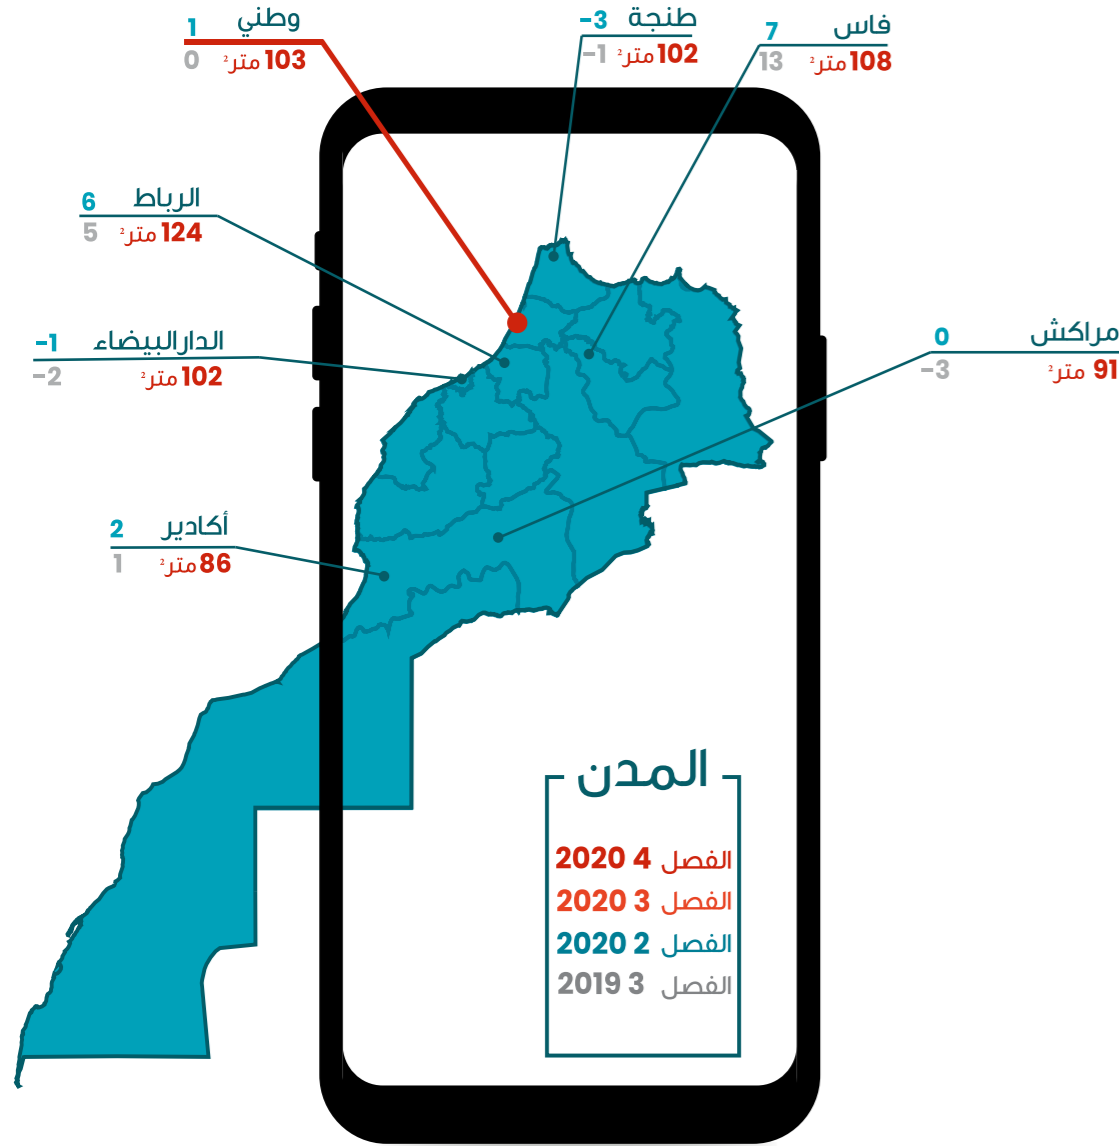 وطني 1
103 متر² 0
طنجة -3
102 متر² -1
فاس 7
108 متر² 13
الرباط 6
124 متر² 5
مراكش 0
91 متر² -3
الدارالبيضاء -1
102 متر² -2
أكادير 2
86 متر² 1
المدن
الفصل 4 2020
الفصل 3 2020
الفصل 2 2020
الفصل 3 2019